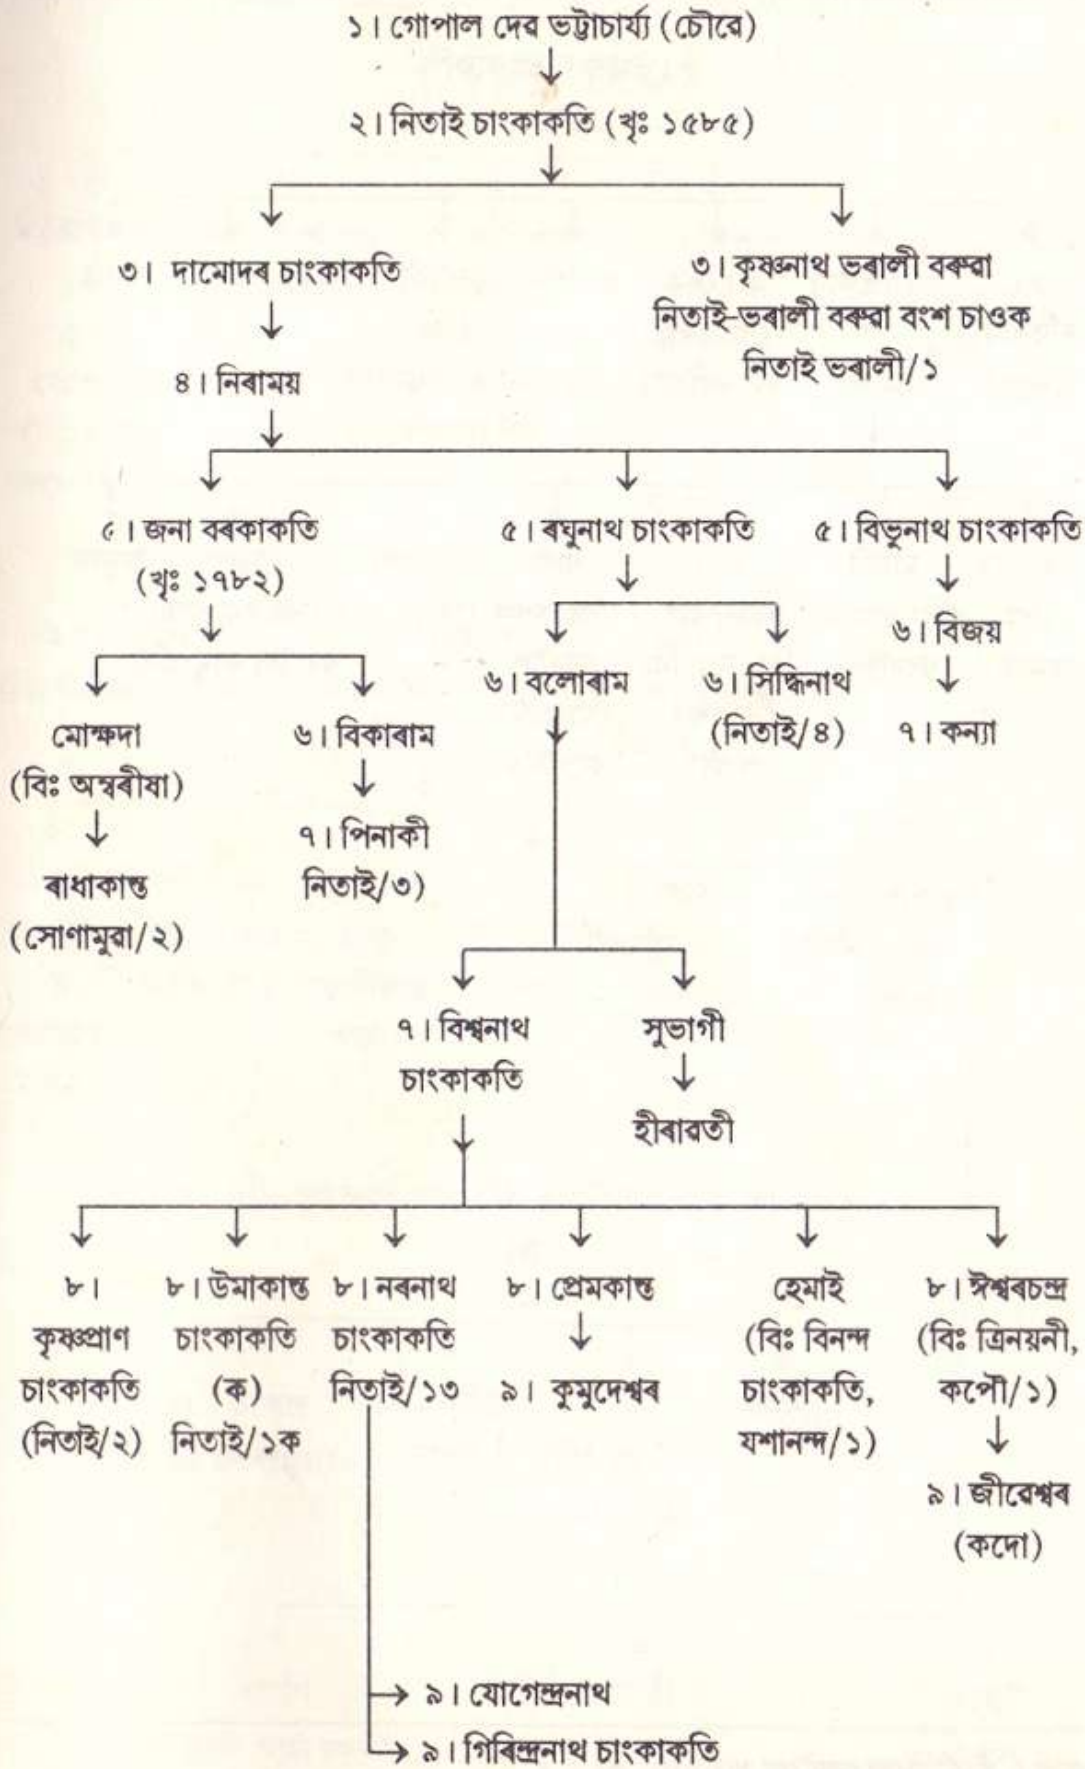 ১। গোপাল দেৱ ভট্টাচাৰ্য্য (চৌৱে)
২। নিতাই চাংকাকতি (খৃঃ ১৫৮৫)
৩। দামোদৰ চাংকাকতি
৩। কৃষ্ণনাথ ভৰালী বৰুৱা
নিতাই-ভৰালী বৰুৱা বংশ চাওক
নিতাই ভৰালী/১
৪। নিৰাময়
৫। জনা বৰকাকতি
(খৃঃ ১৭৮২)
৫। ৰঘুনাথ চাংকাকতি
৫। বিভুনাথ চাংকাকতি
মোক্ষদা
(বিঃ অম্বৰীষা)
ৰাধাকান্ত
(সোণামুৱা/২)
৬। বিকাৰাম
৭। পিনাকী
নিতাই/৩)
৬। বলোৰাম
৬। সিদ্ধিনাথ
(নিতাই/৪)
৬। বিজয়
৭। কন্যা
৭। বিশ্বনাথ
চাংকাকতি
সুভাগী
হীৰাৱতী
৮।
কৃষ্ণপ্ৰাণ
চাংকাকতি
(নিতাই/২)
৮। উমাকান্ত
চাংকাকতি
(ক)
নিতাই/১ক
৮। নৰনাথ
চাংকাকতি
নিতাই/১৩
৮। প্ৰেমকান্ত
৯। কুমুদেশ্বৰ
হেমাই
(বিঃ বিনন্দ
চাংকাকতি,
যশানন্দ/১)
৮। ঈশ্বৰচন্দ্ৰ
(বিঃ ত্ৰিনয়নী,
কপৌ/১)
৯। জীৱেশ্বৰ
(কদো)
৯। যোগেন্দ্ৰনাথ
৯। গিৰিন্দ্ৰনাথ চাংকাকতি